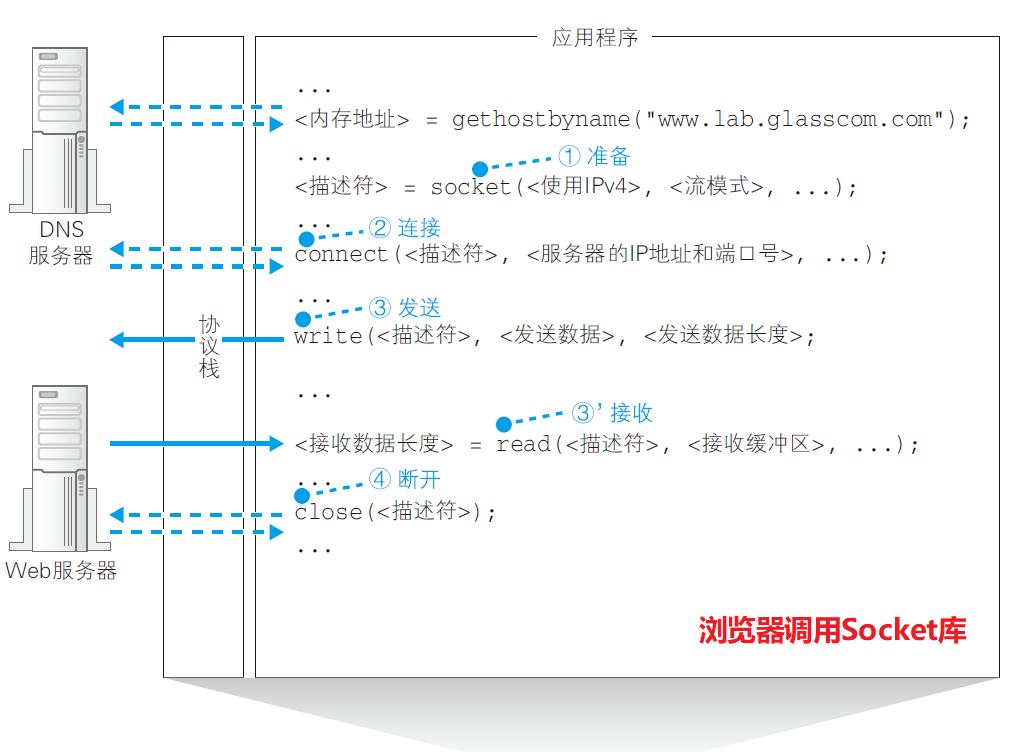 应用程序
...
<内存地址> = gethostbyname("www.lab.glasscom.com");
...
① 准备
<描述符> = socket(<使用IPv4>, <流模式>, ...);
DNS
服务器
...
② 连接
connect(<描述符>, <服务器的IP地址和端口号>, ...);
...
③ 发送
write(<描述符>, <发送数据>, <发送数据长度>;
协
议
栈
...
③’接收
<接收数据长度> = read(<描述符>, <接收缓冲区>, ...);
...
④ 断开
close(<描述符>);
...
Web服务器
浏览器调用Socket库